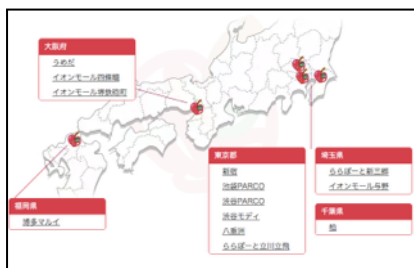 大阪府
うめだ
イオンモール四條畷
イオンモール堺鉄砲町
福岡県
博多マルイ
東京都
新宿
池袋PARCO
渋谷PARCO
渋谷モディ
八重洲
ららぽーと立川立飛
埼玉県
ららぽーと新三郷
イオンモール与野
千葉県
柏